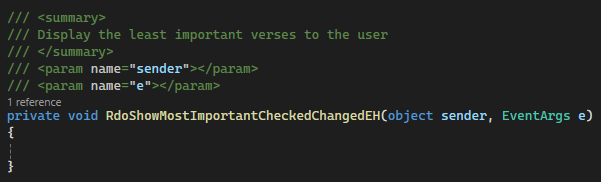 /// <summary>
/// Display the least important verses to the user
/// </summary>
/// <param name="sender"></param>
/// <param name="e"></param>
1 reference
private void RdoShowMostImportantCheckedChangedEH(object sender, EventArgs e)
{
}